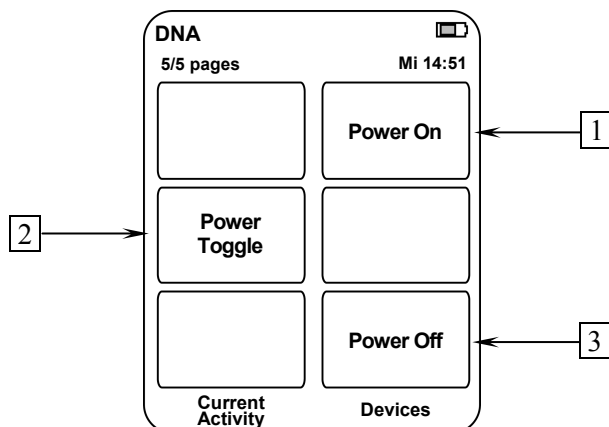 DNA
5/5 pages
Mi 14:51
Power On
1
2
Power
Toggle
Power Off
3
Current
Activity
Devices